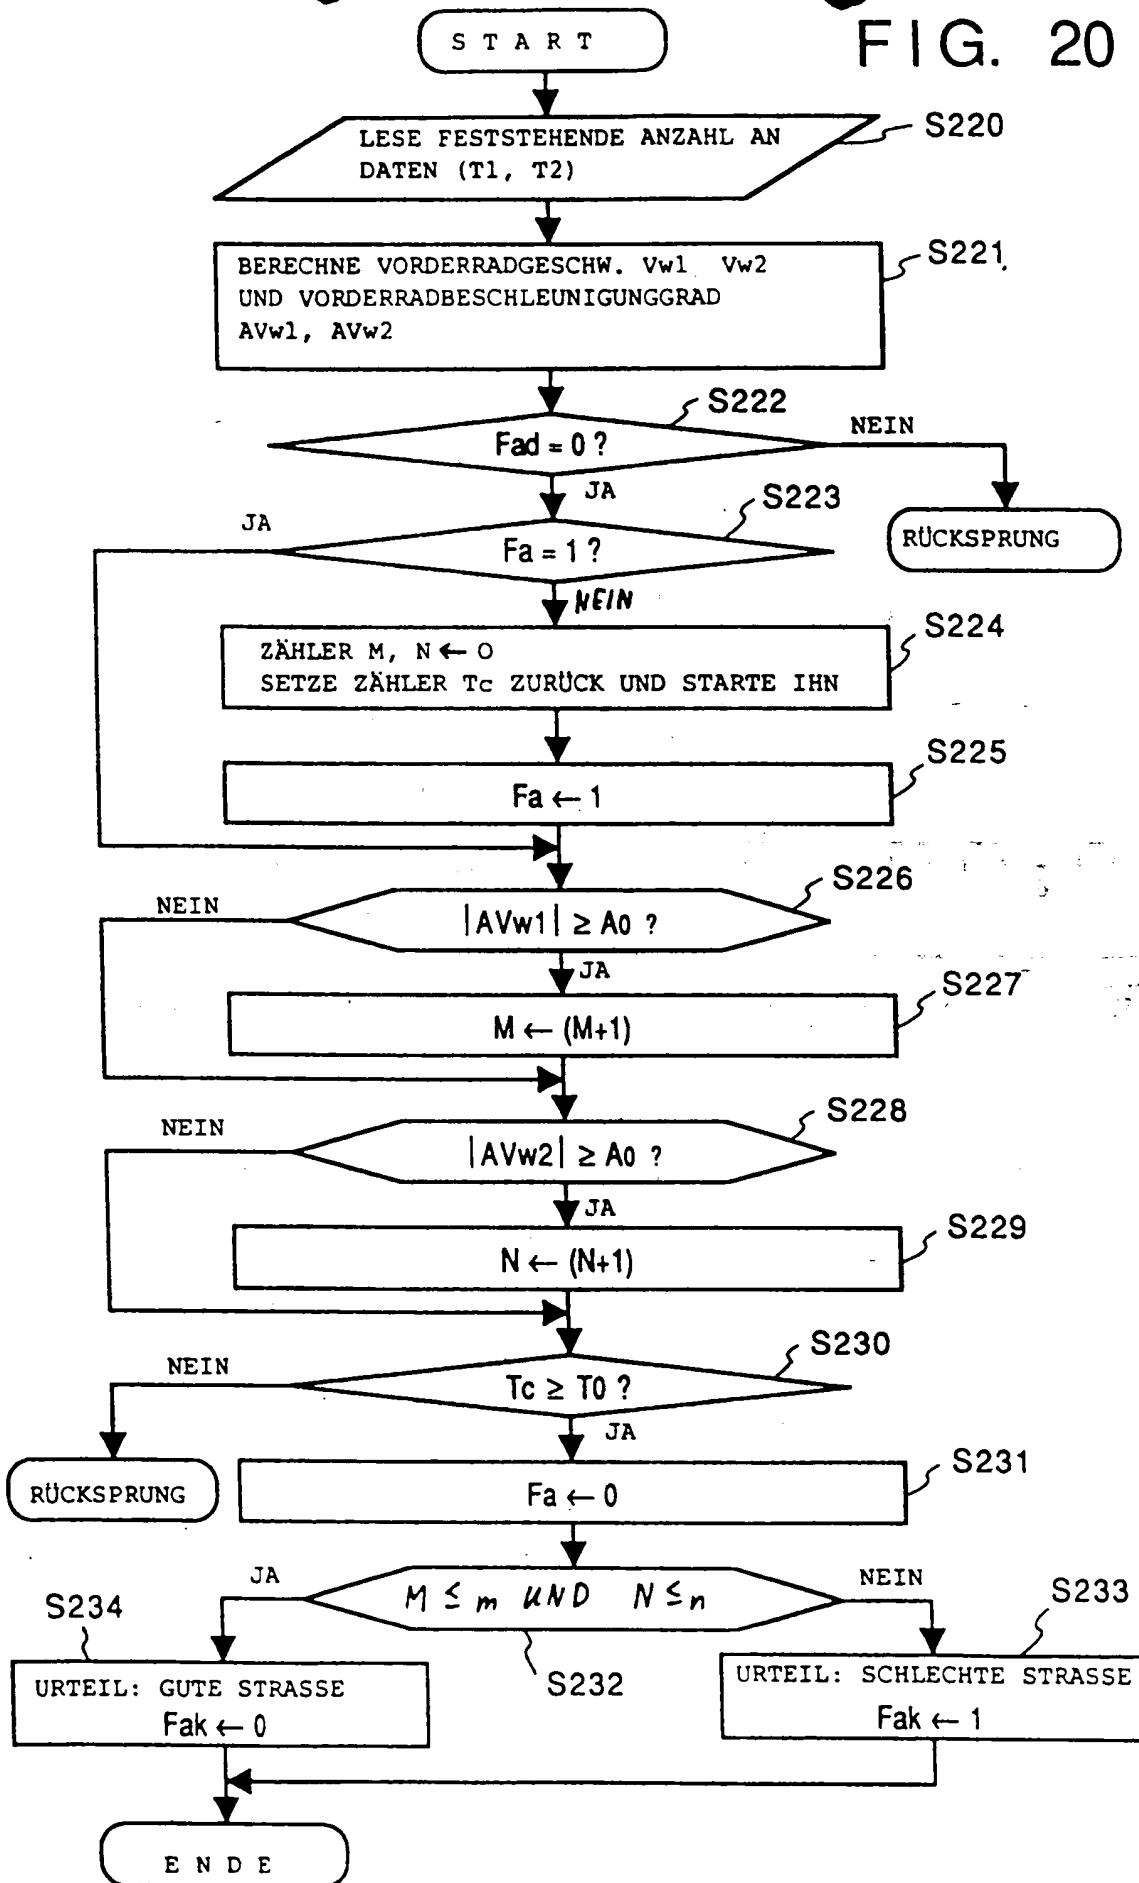 FIG. 20
START
LESE FESTSTEHENDE ANZAHL AN
DATEN (T1, T2)
S220
BERECHNE VORDERRADGESCHW. Vw1 Vw2
UND VORDERRADBESCHLEUNIGUNGGRAD
AVw1, AVw2
S221
S222
Fad = 0 ?
NEIN
JA
RÜCKSPRUNG
S223
JA
Fa = 1 ?
NEIN
S224
ZÄHLER M, N ← O
SETZE ZÄHLER Tc ZURÜCK UND STARTE IHN
S225
Fa ← 1
S226
NEIN
|AVw1| ≥ A0 ?
JA
S227
M ← (M+1)
S228
NEIN
|AVw2| ≥ A0 ?
JA
S229
N ← (N+1)
S230
NEIN
Tc ≥ T0 ?
JA
RÜCKSPRUNG
S231
Fa ← 0
JA
M ≤ m UND N ≤ n
NEIN
S232
S234
URTEIL: GUTE STRASSE
Fak ← 0
S233
URTEIL: SCHLECHTE STRASSE
Fak ← 1
ENDE